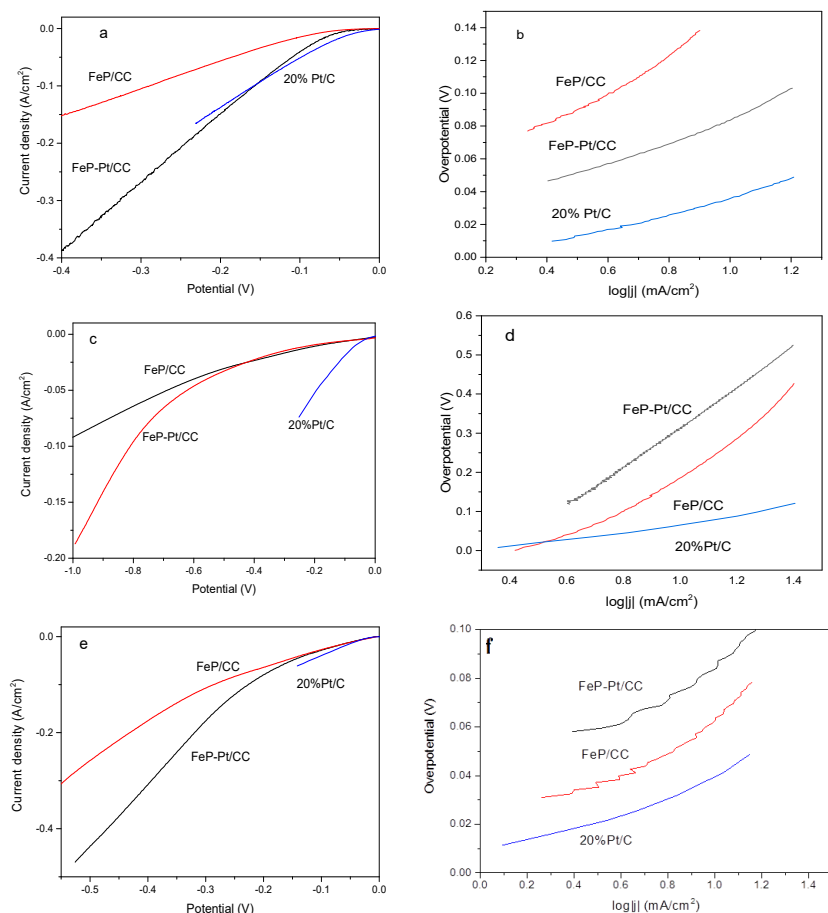 a
FeP/CC
20% Pt/C
FeP-Pt/CC
Current density (A/cm²)
0.0
-0.1
-0.2
-0.3
-0.4
-0.4
-0.3
-0.2
-0.1
0.0
Potential (V)
b
FeP/CC
FeP-Pt/CC
20% Pt/C
Overpotential (V)
0.14
0.12
0.10
0.08
0.06
0.04
0.02
0.00
0.2
0.4
0.6
0.8
1.0
1.2
log|j| (mA/cm²)
c
FeP/CC
FeP-Pt/CC
20%Pt/C
Current density (A/cm²)
0.00
-0.05
-0.10
-0.15
-0.20
-1.0
-0.8
-0.6
-0.4
-0.2
0.0
Potential (V)
d
FeP-Pt/CC
FeP/CC
20%Pt/C
Overpotential (V)
0.6
0.5
0.4
0.3
0.2
0.1
0.0
0.4
0.6
0.8
1.0
1.2
1.4
log|j| (mA/cm²)
e
FeP/CC
20%Pt/C
FeP-Pt/CC
Current density (A/cm²)
0.0
-0.2
-0.4
-0.5
-0.4
-0.3
-0.2
-0.1
0.0
Potential (V)
f
FeP-Pt/CC
FeP/CC
20%Pt/C
Overpotential (V)
0.10
0.08
0.06
0.04
0.02
0.00
0.0
0.2
0.4
0.6
0.8
1.0
1.2
1.4
1.6
log|j| (mA/cm²)